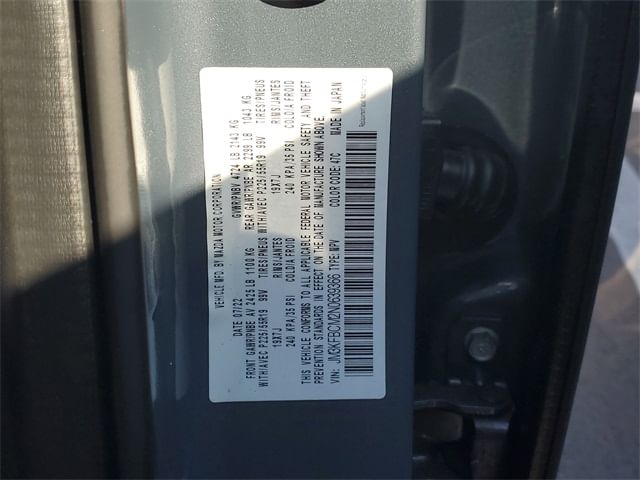 VEHICLE MFD. BY MAZDA MOTOR CORPORATION
DATE 07/22 GVWR/PNBV 4724 LB 2143 KG
FRONT GAWR/PNBE AV 2425 LB 1100 KG REAR GAWR/PNBE AR 2299 LB 1043 KG
WITH/AVEC P225/55R19 99V TIRES/PNEUS WITH/AVEC P225/55R19 99V TIRES/PNEUS
19X7J RIMS/JANTES 19X7J RIMS/JANTES
240 KPA/35 PSI COLD/A FROID 240 KPA/35 PSI COLD/A FROID
THIS VEHICLE CONFORMS TO ALL APPLICABLE FEDERAL MOTOR VEHICLE SAFETY AND THEFT
PREVENTION STANDARDS IN EFFECT ON THE DATE OF MANUFACTURE SHOWN ABOVE.
VIN: JM3KFBCM2N0639366 TYPE:MPV COLOR CODE:47C MADE IN JAPAN